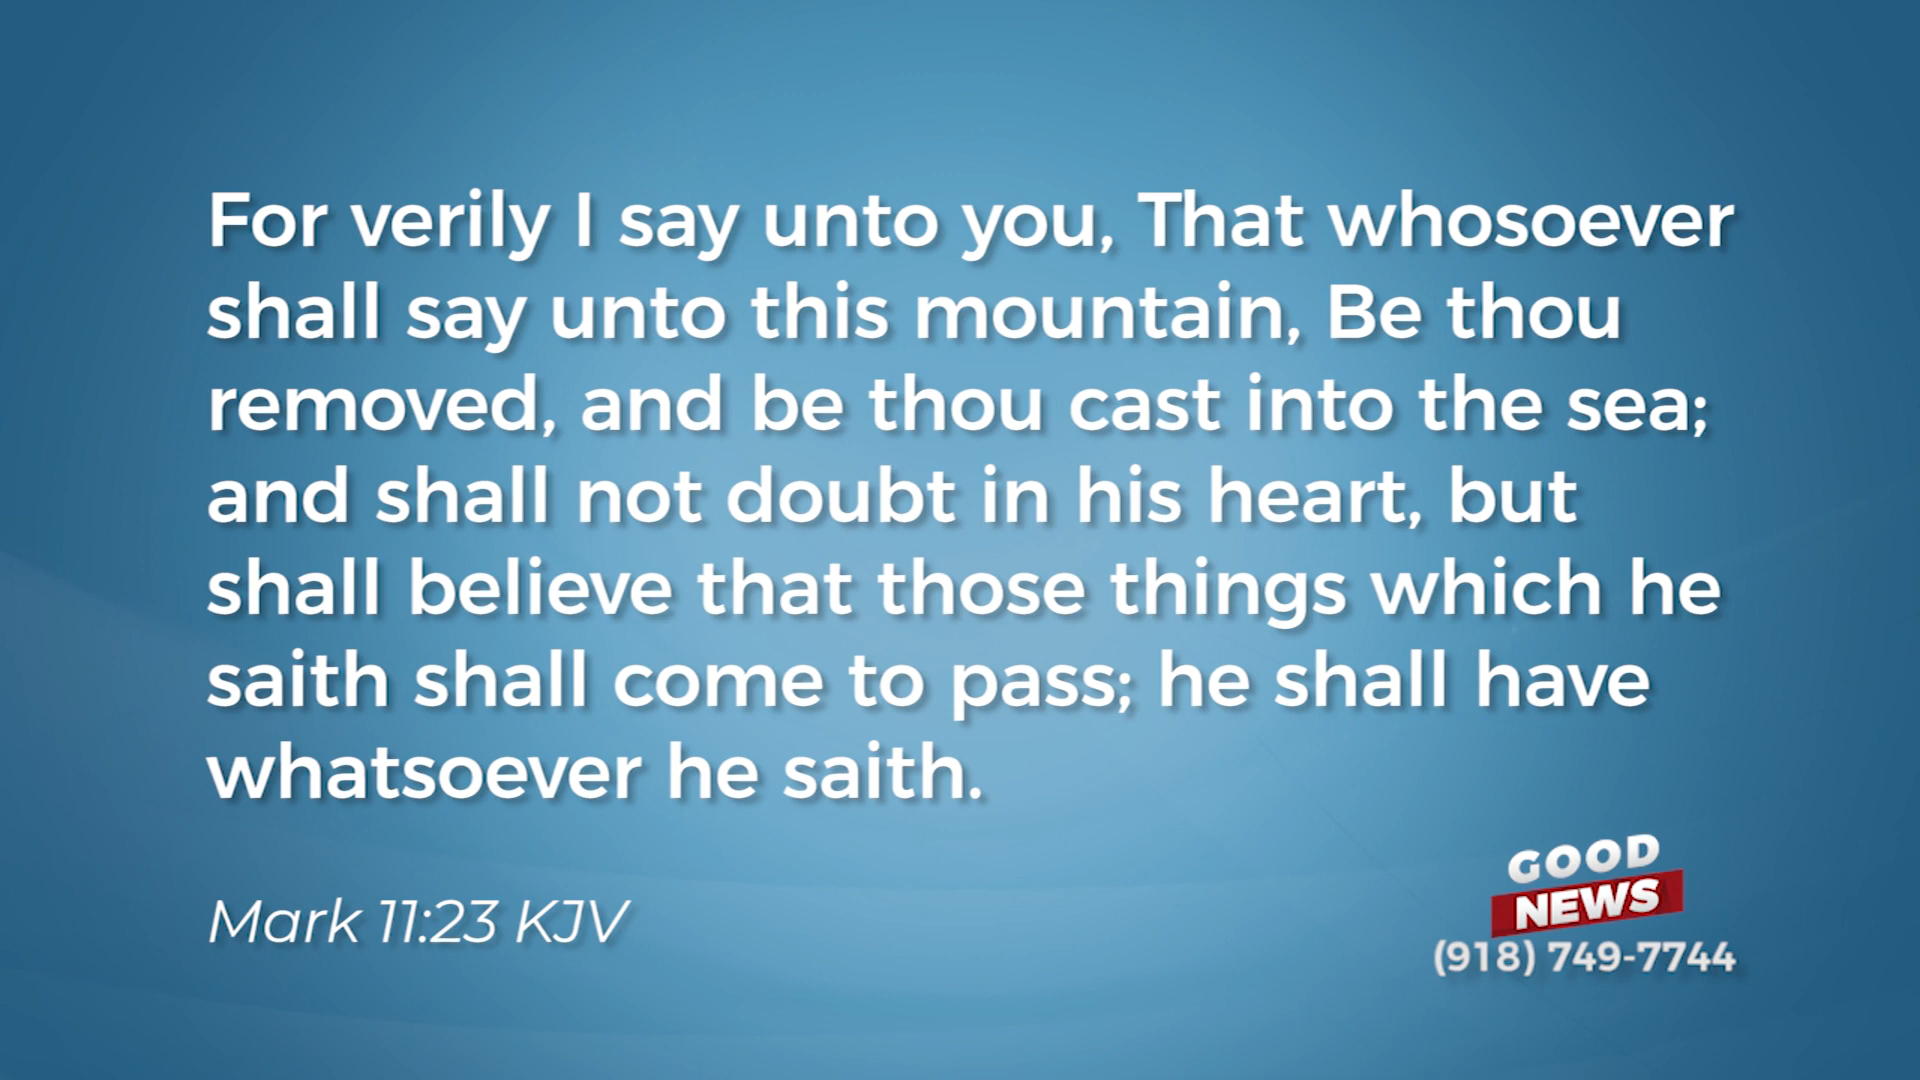 For verily I say unto you, That whosoever
shall say unto this mountain, Be thou
removed, and be thou cast into the sea;
and shall not doubt in his heart, but
shall believe that those things which he
saith shall come to pass; he shall have
whatsoever he saith.
Mark 11:23 KJV
GOOD
NEWS
(918) 749-7744